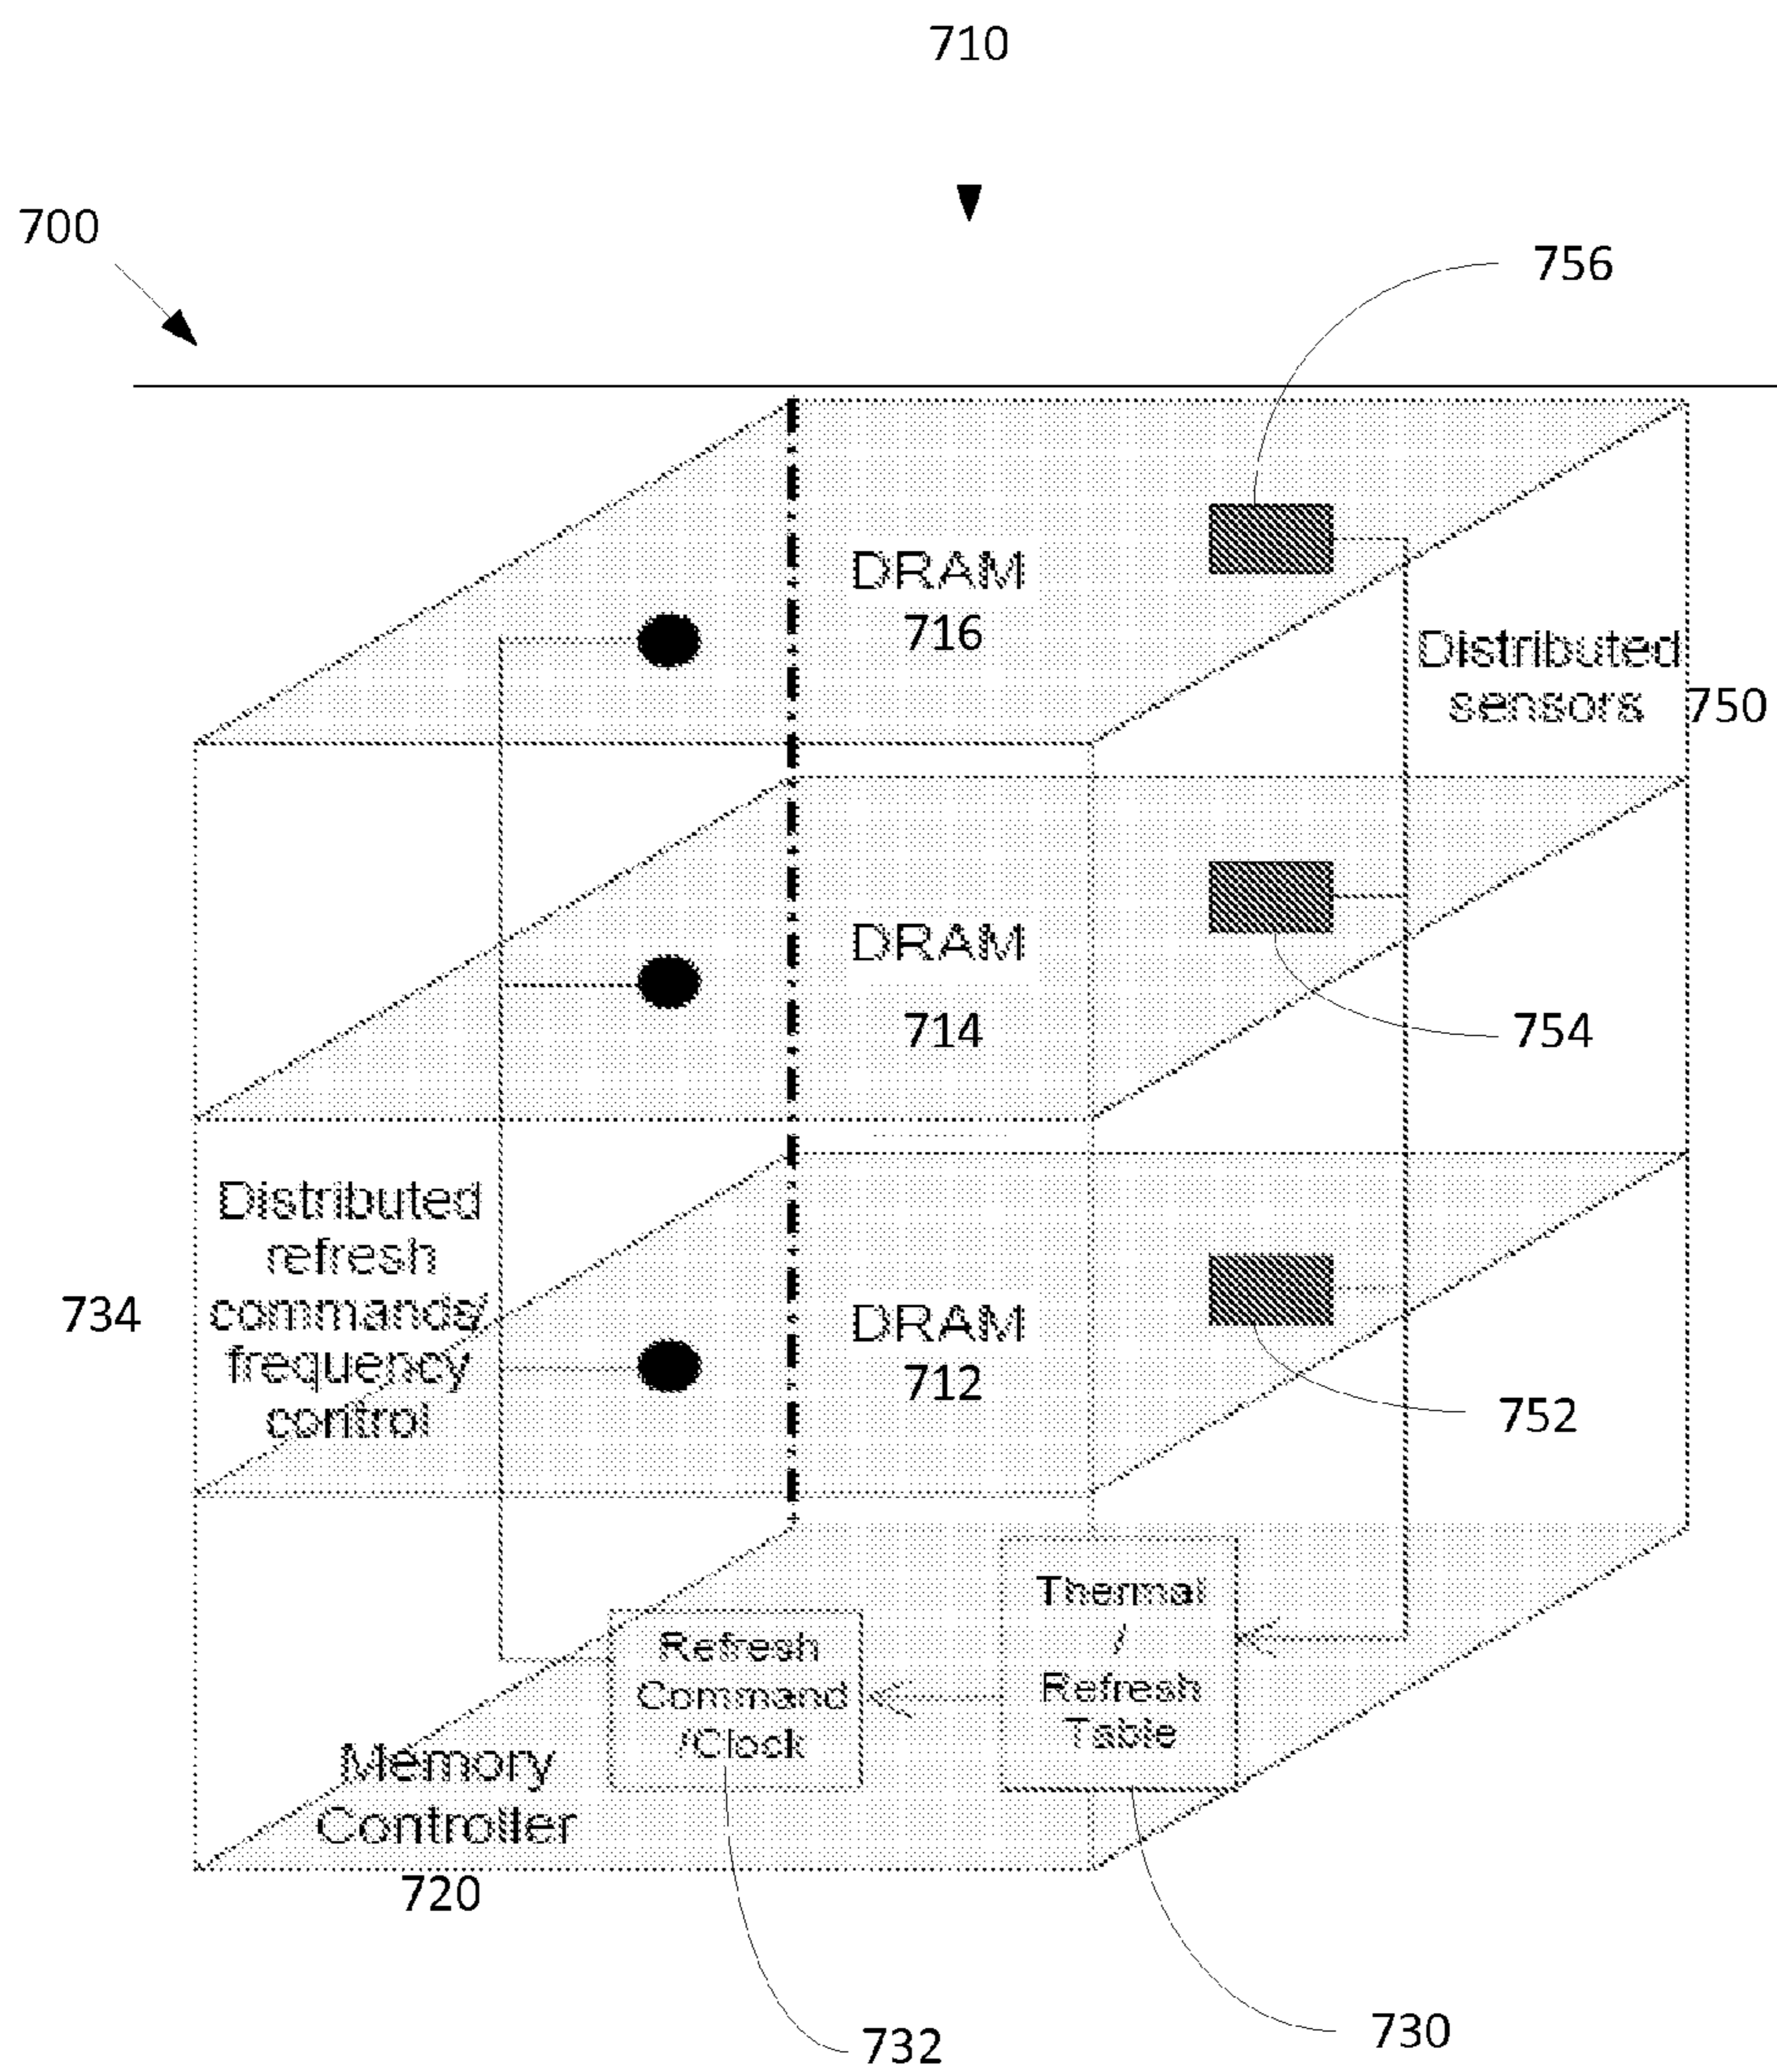 710
700
756
DRAM
716
Distributed
sensors 750
DRAM
714
754
Distributed
refresh
commands/
frequency
control
734
DRAM
712
752
Thermal
/
Refresh
Table
Refresh
Command
/Clock
Memory
Controller
720
732
730